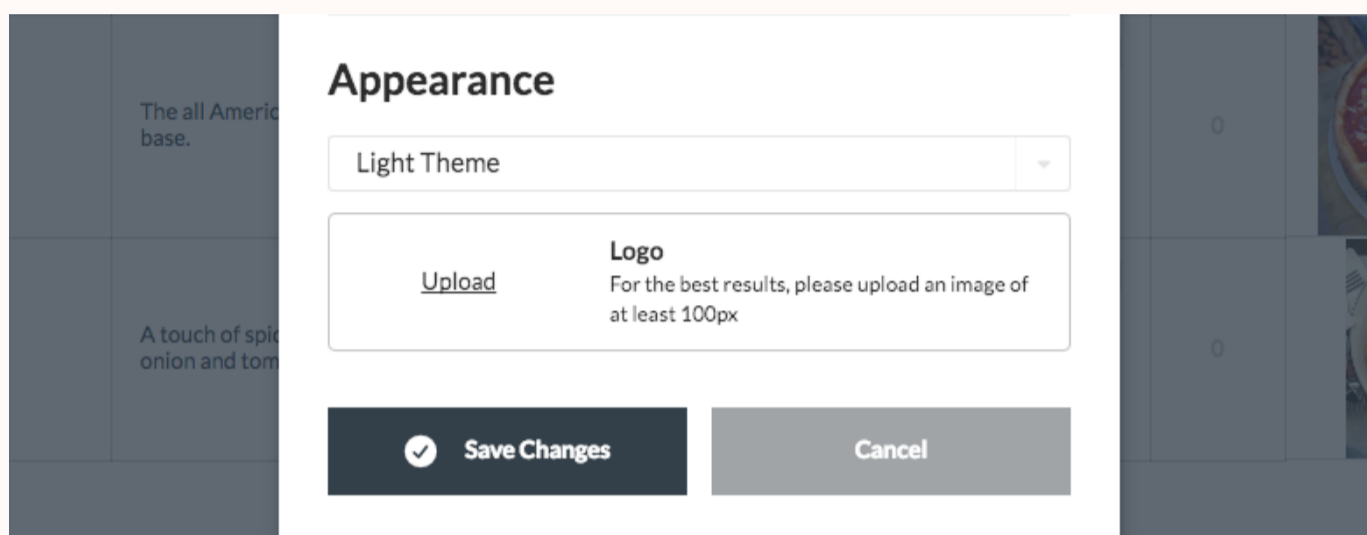 Appearance
The all Americ
base.
0
Light Theme
Logo
Upload
For the best results, please upload an image of
at least 100px
A touch of spic
onion and tom
0
Save Changes
Cancel